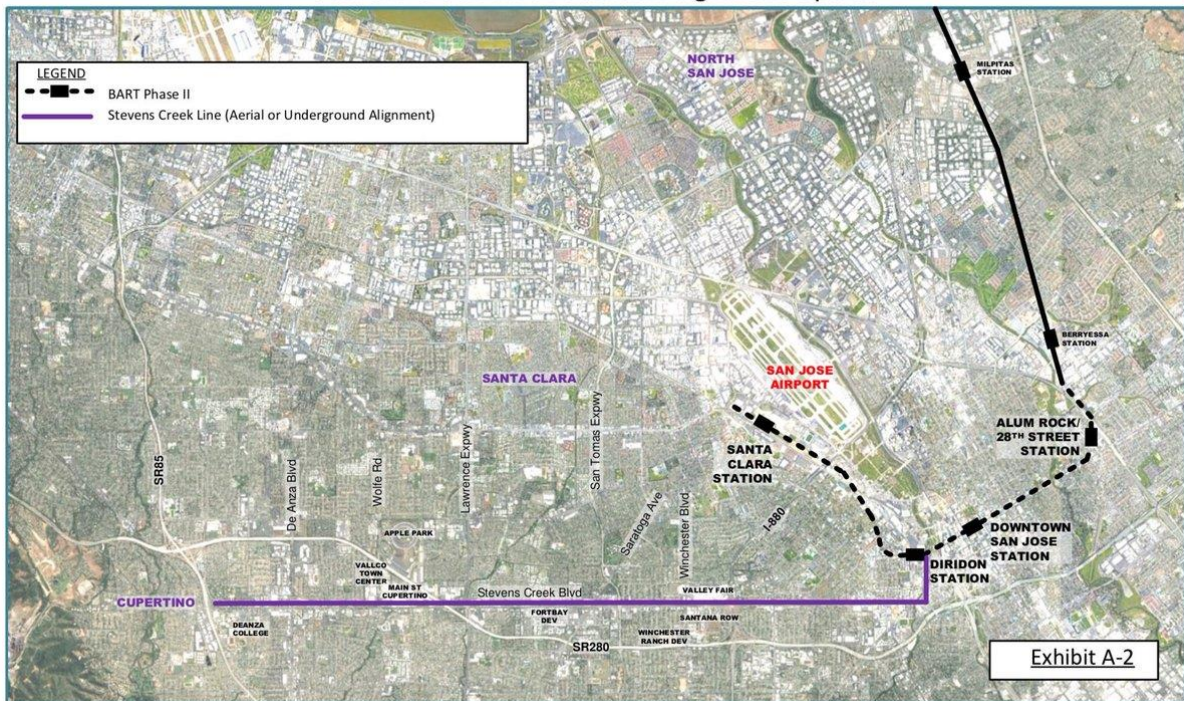 LEGEND
BART Phase II
Stevens Creek Line (Aerial or Underground Alignment)
NORTH
SAN JOSE
MILPITAS
STATION
BERRYESSA
STATION
SAN JOSE
AIRPORT
SANTA CLARA
ALUM ROCK/
28TH STREET
STATION
SANTA
CLARA
STATION
DOWNTOWN
SAN JOSE
STATION
DIRIDON
STATION
SR85
De Anza Blvd
Wolfe Rd
Lawrence Expwy
San Tomas Expwy
Saratoga Ave
Winchester Blvd
I-880
APPLE PARK
VALLCO
TOWN
CENTER
MAIN ST
CUPERTINO
Stevens Creek Blvd
VALLEY FAIR
CUPERTINO
DEANZA
COLLEGE
FORTBAY
DEV
SANTANA ROW
WINCHESTER
RANCH DEV
SR280
Exhibit A-2